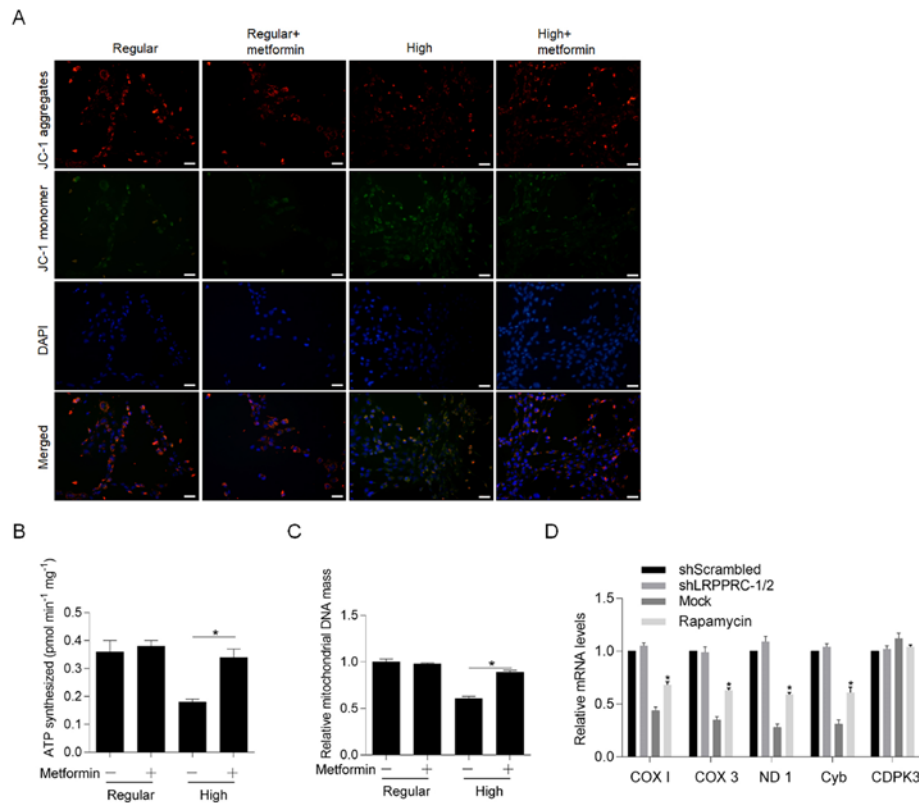 A
Regular
Regular+
metformin
High
High+
metformin
JC-1 aggregates
JC-1 monomer
DAPI
Merged
B
ATP synthesized (pmol min⁻¹ mg⁻¹)
0.5
0.4
0.3
0.2
0.1
0.0
*
Metformin
— + — +
Regular High
C
Relative mitochondrial DNA mass
1.5
1.0
0.5
0.0
*
Metformin
— + — +
Regular High
D
shScrambled
shLRPPRC-1/2
Mock
Rapamycin
Relative mRNA levels
1.5
1.0
0.5
0.0
* * * *
COX I COX 3 ND 1 Cyb CDPK3